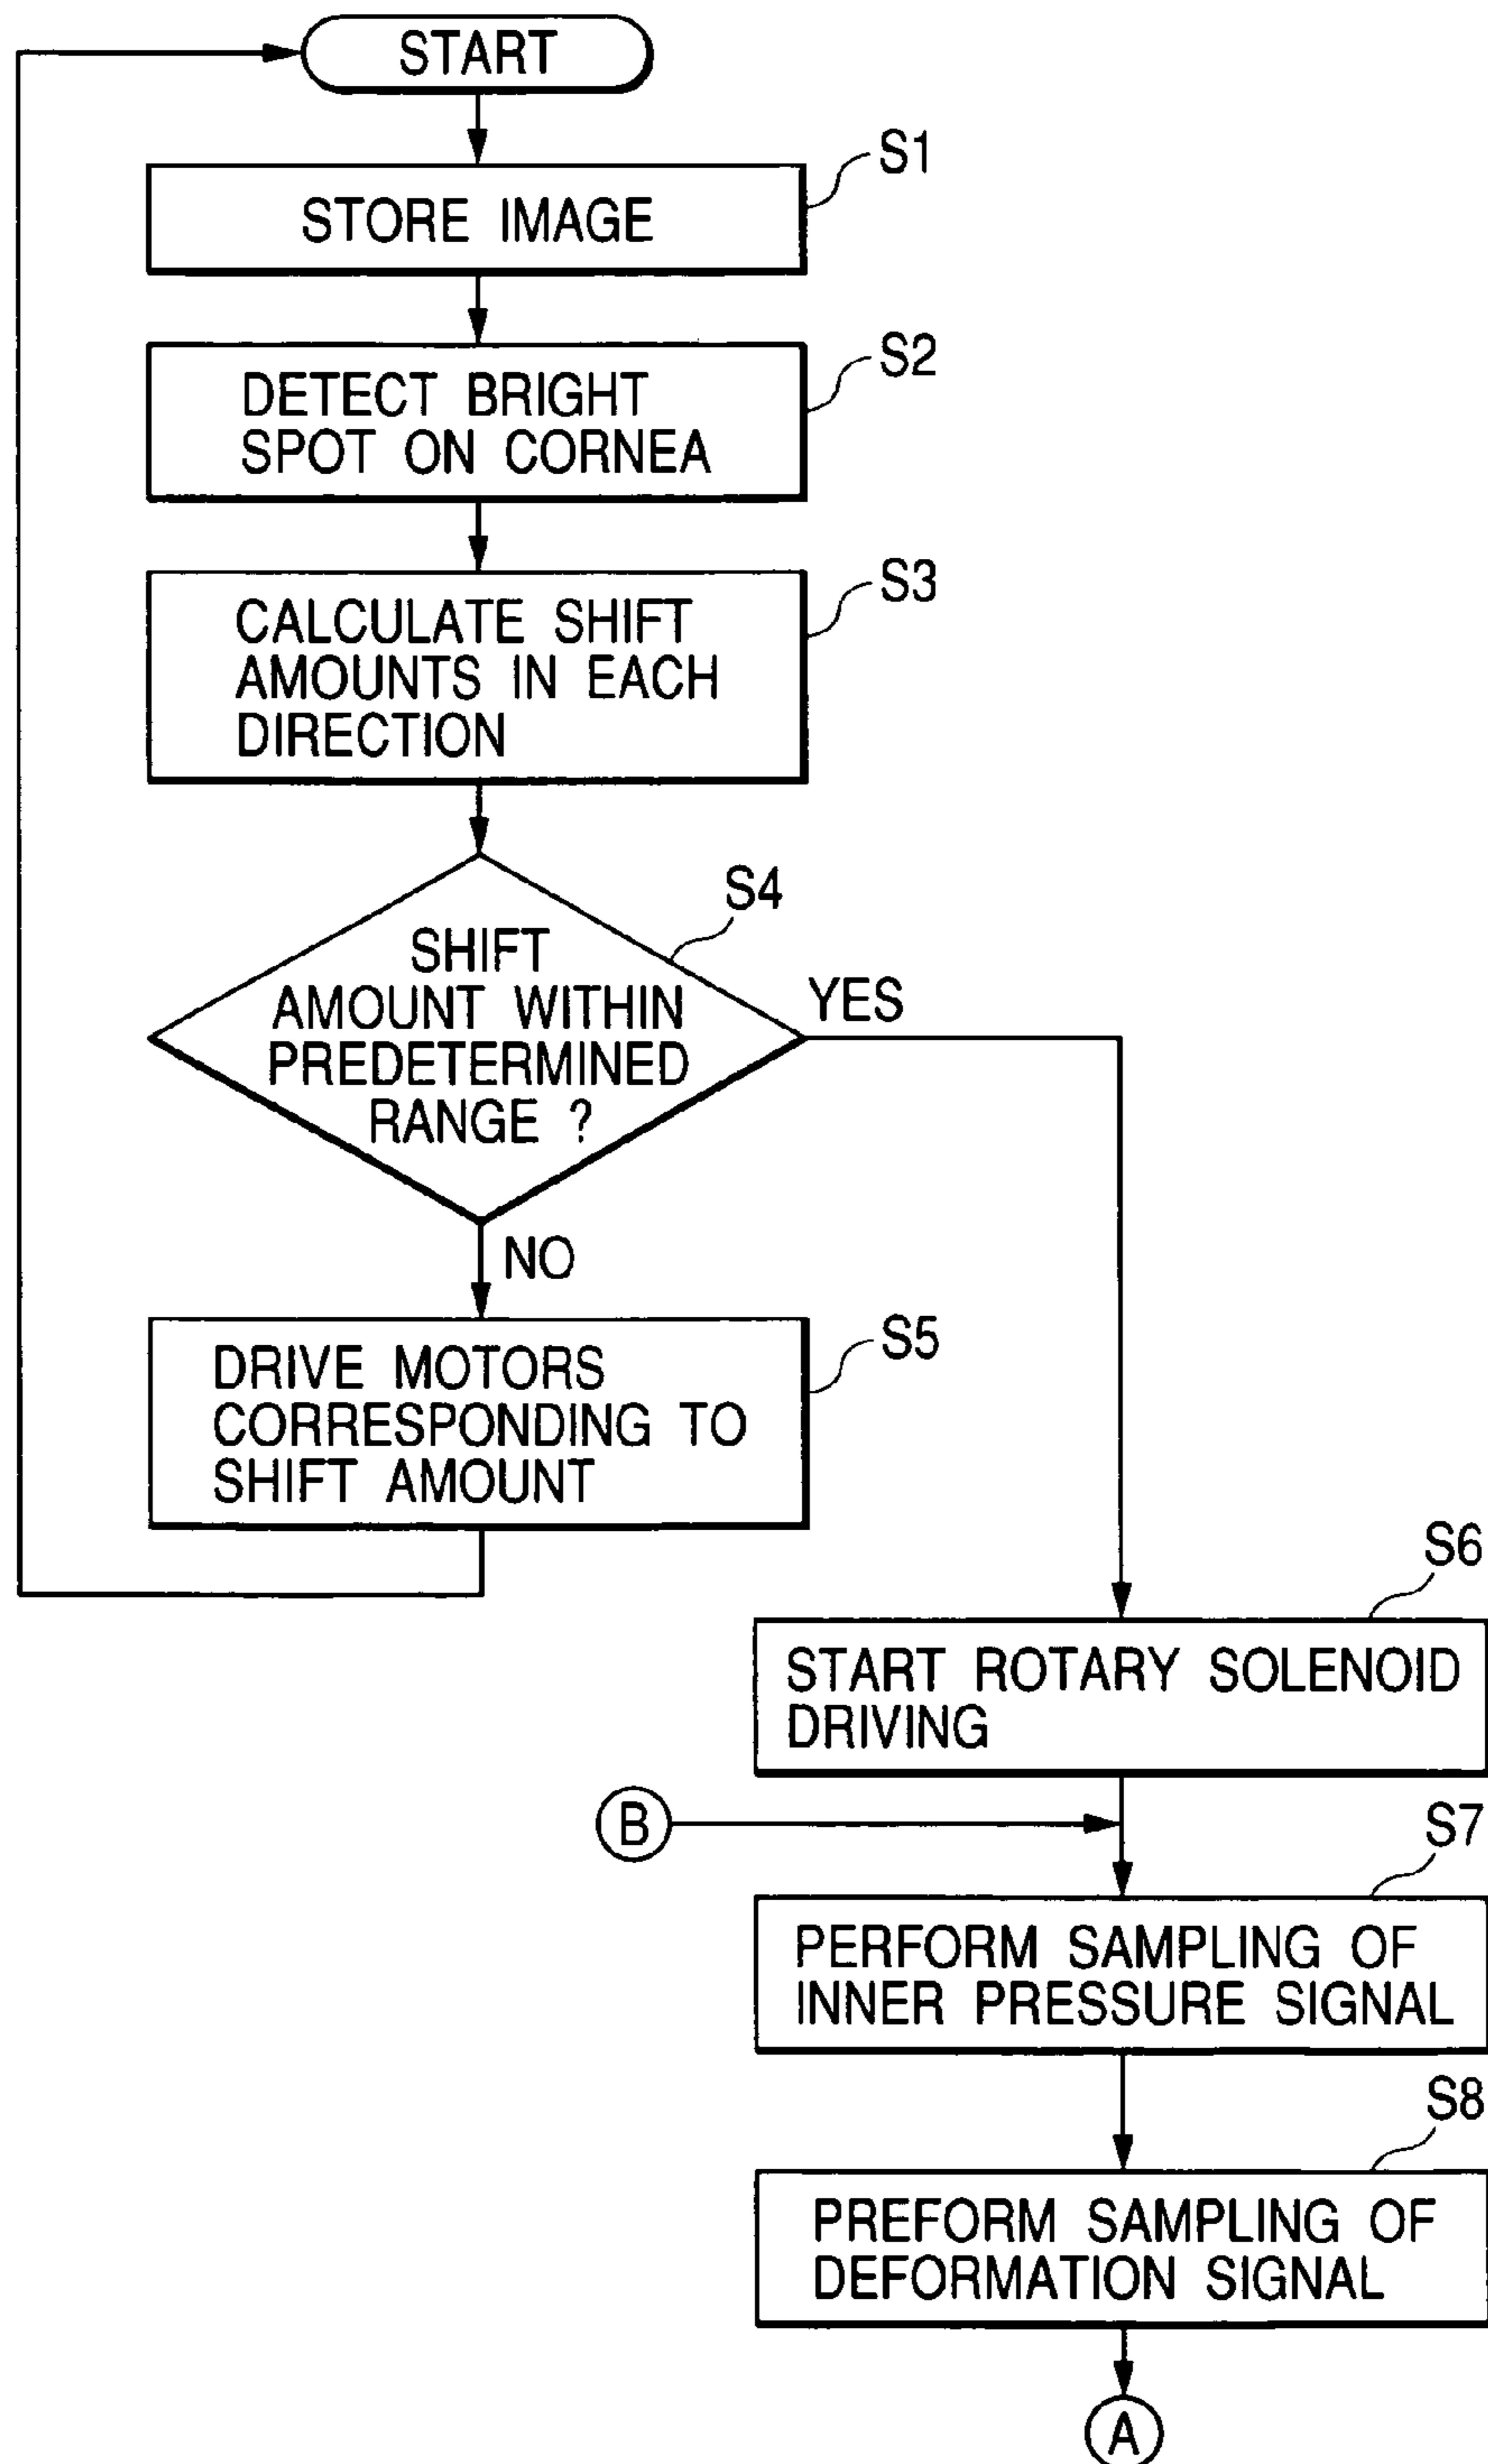 START
S1
STORE IMAGE
S2
DETECT BRIGHT
SPOT ON CORNEA
S3
CALCULATE SHIFT
AMOUNTS IN EACH
DIRECTION
S4
SHIFT
AMOUNT WITHIN
PREDETERMINED
RANGE ?
YES
NO
S5
DRIVE MOTORS
CORRESPONDING TO
SHIFT AMOUNT
S6
START ROTARY SOLENOID
DRIVING
B
S7
PERFORM SAMPLING OF
INNER PRESSURE SIGNAL
S8
PREFORM SAMPLING OF
DEFORMATION SIGNAL
A